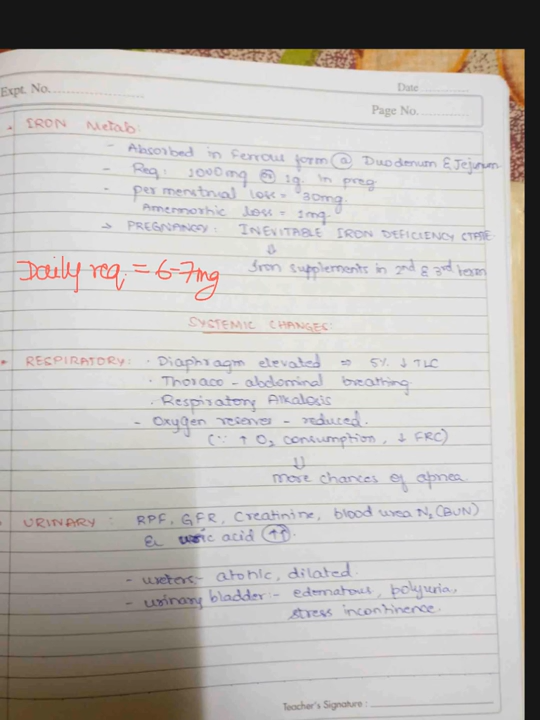 Expt. No.
Date
Page No.
IRON Metab:
- Absorbed in ferrous form @ Duodenum & Jejunum
- Req: 1000mg or 1g. in preg
- per menstrual loss = 30mg.
Amenorrhic loss = 1mg.
→ PREGNANCY: INEVITABLE IRON DEFICIENCY STATE
⇓
Iron supplements in 2nd & 3rd term
Daily req. = 6-7mg
SYSTEMIC CHANGES:
RESPIRATORY: · Diaphragm elevated ⇒ 5% ↓ TLC
· Thoraco-abdominal breathing
· Respiratory Alkalosis
- Oxygen reserves - reduced.
(∵ ↑ O2 consumption, ↓ FRC)
⇓
more chances of apnea.
URINARY: RPF, GFR, Creatinine, blood urea N2 (BUN)
& uric acid ↑↑.
- ureters - atonic, dilated.
- urinary bladder :- edematous, polyuria,
stress incontinence.
Teacher's Signature :